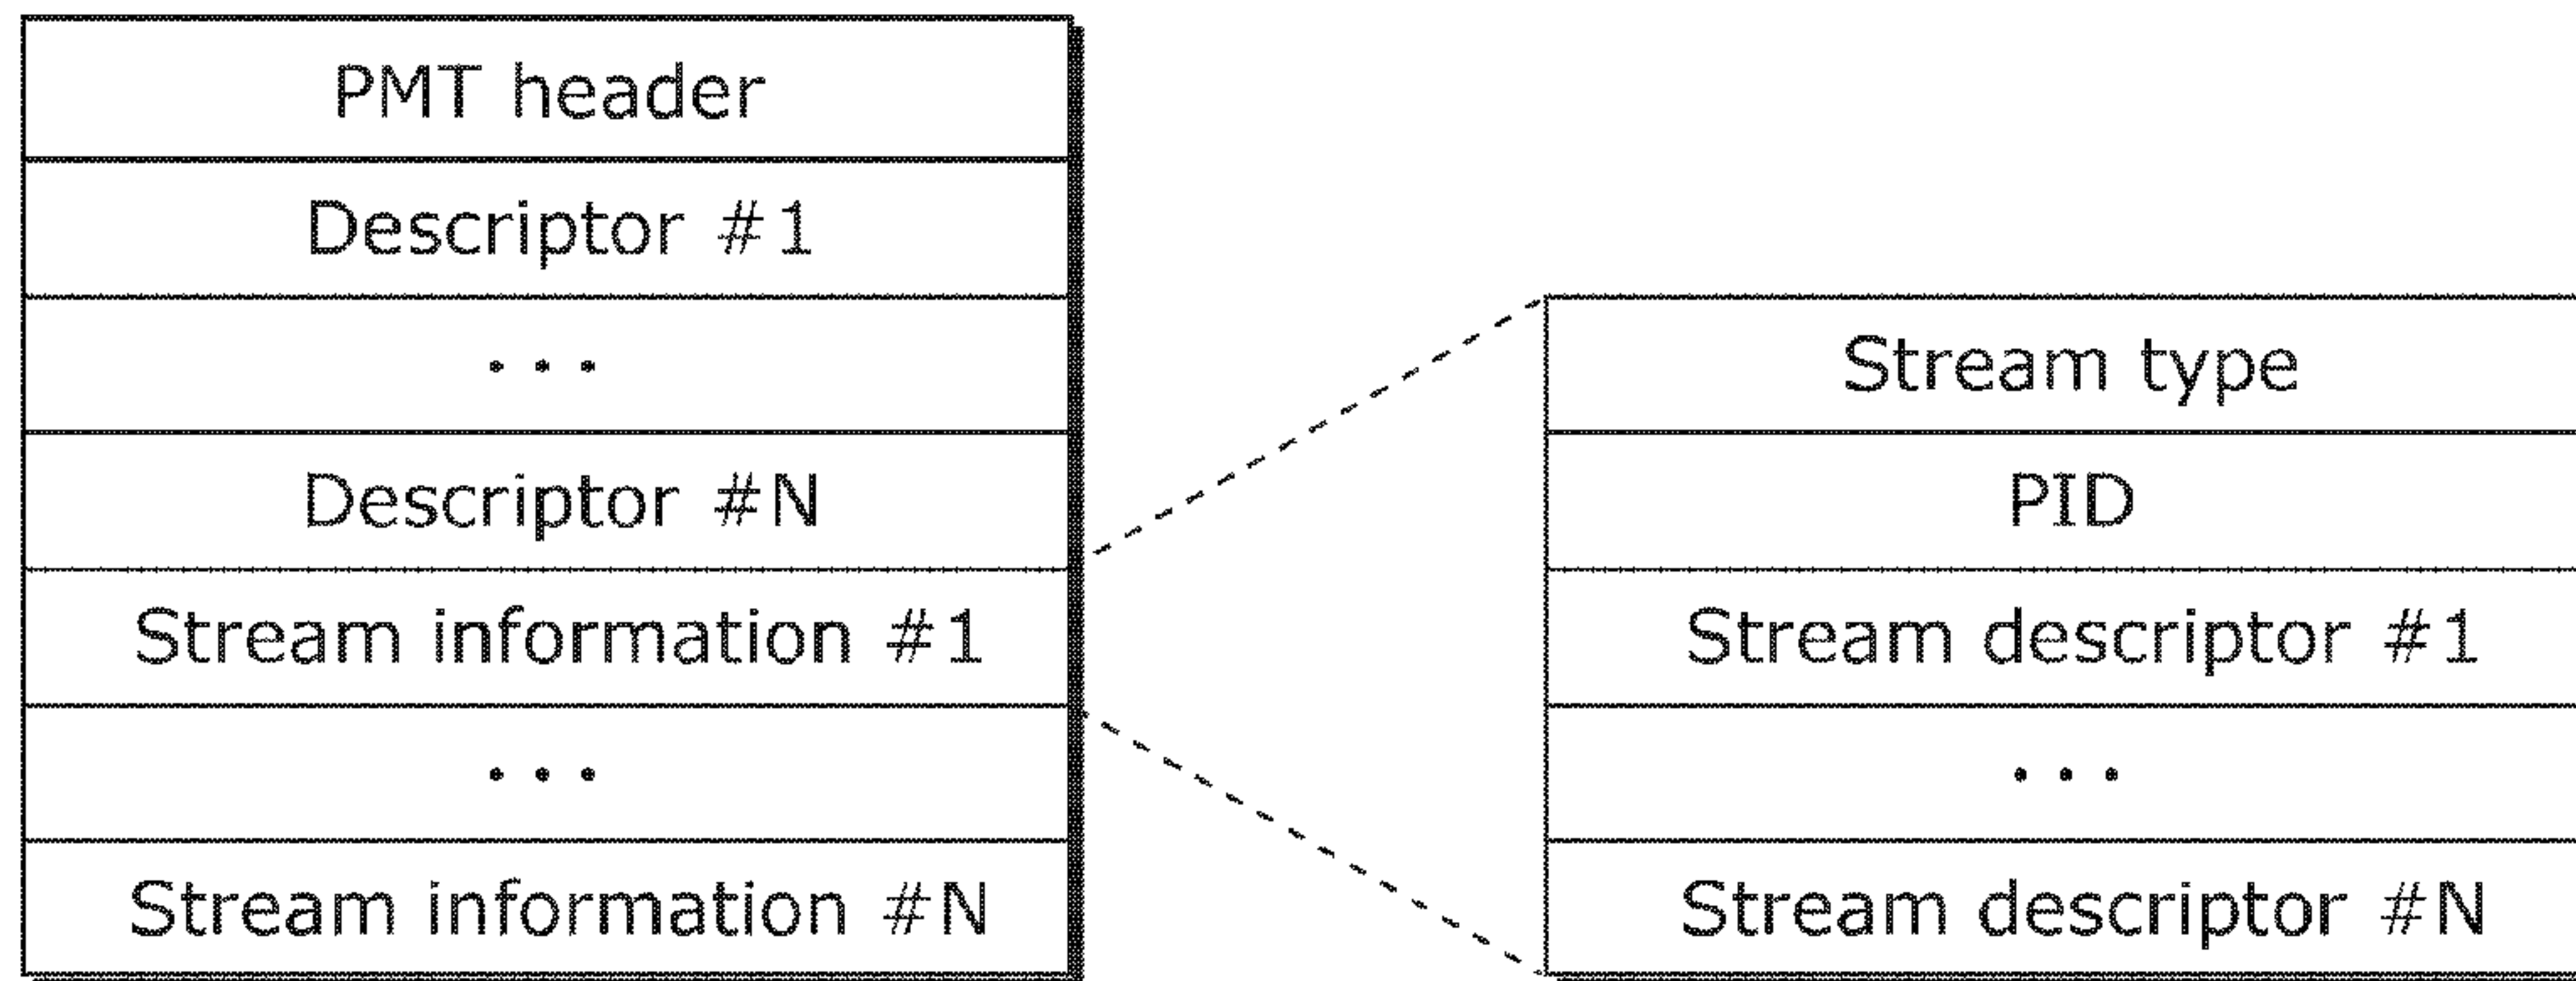 PMT header
Descriptor #1
...
Descriptor #N
Stream information #1
...
Stream information #N
Stream type
PID
Stream descriptor #1
...
Stream descriptor #N